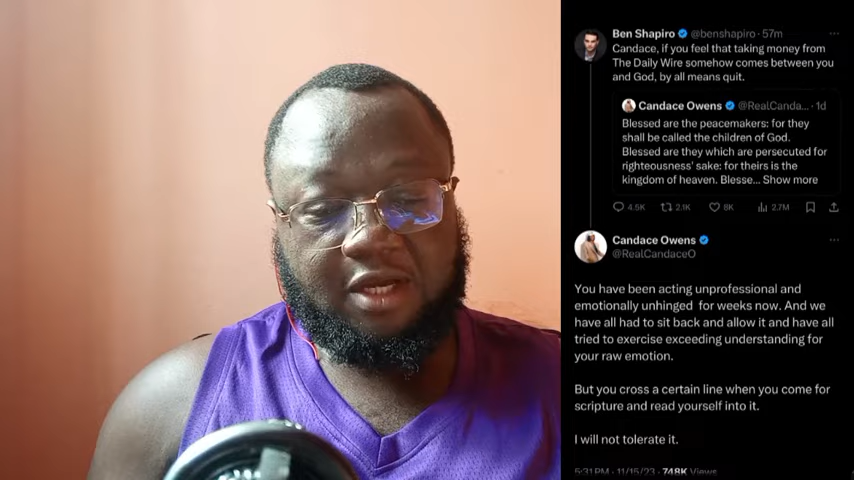 Ben Shapiro @benshapiro · 57m
Candace, if you feel that taking money from
The Daily Wire somehow comes between you
and God, by all means quit.
Candace Owens @RealCanda... · 1d
Blessed are the peacemakers: for they
shall be called the children of God.
Blessed are they which are persecuted for
righteousness' sake: for theirs is the
kingdom of heaven. Blesse... Show more
4.5K 2.1K 8K 2.7M
Candace Owens
@RealCandaceO
You have been acting unprofessional and
emotionally unhinged for weeks now. And we
have all had to sit back and allow it and have all
tried to exercise exceeding understanding for
your raw emotion.
But you cross a certain line when you come for
scripture and read yourself into it.
I will not tolerate it.
5:31 PM · 11/15/23 · 748K Views